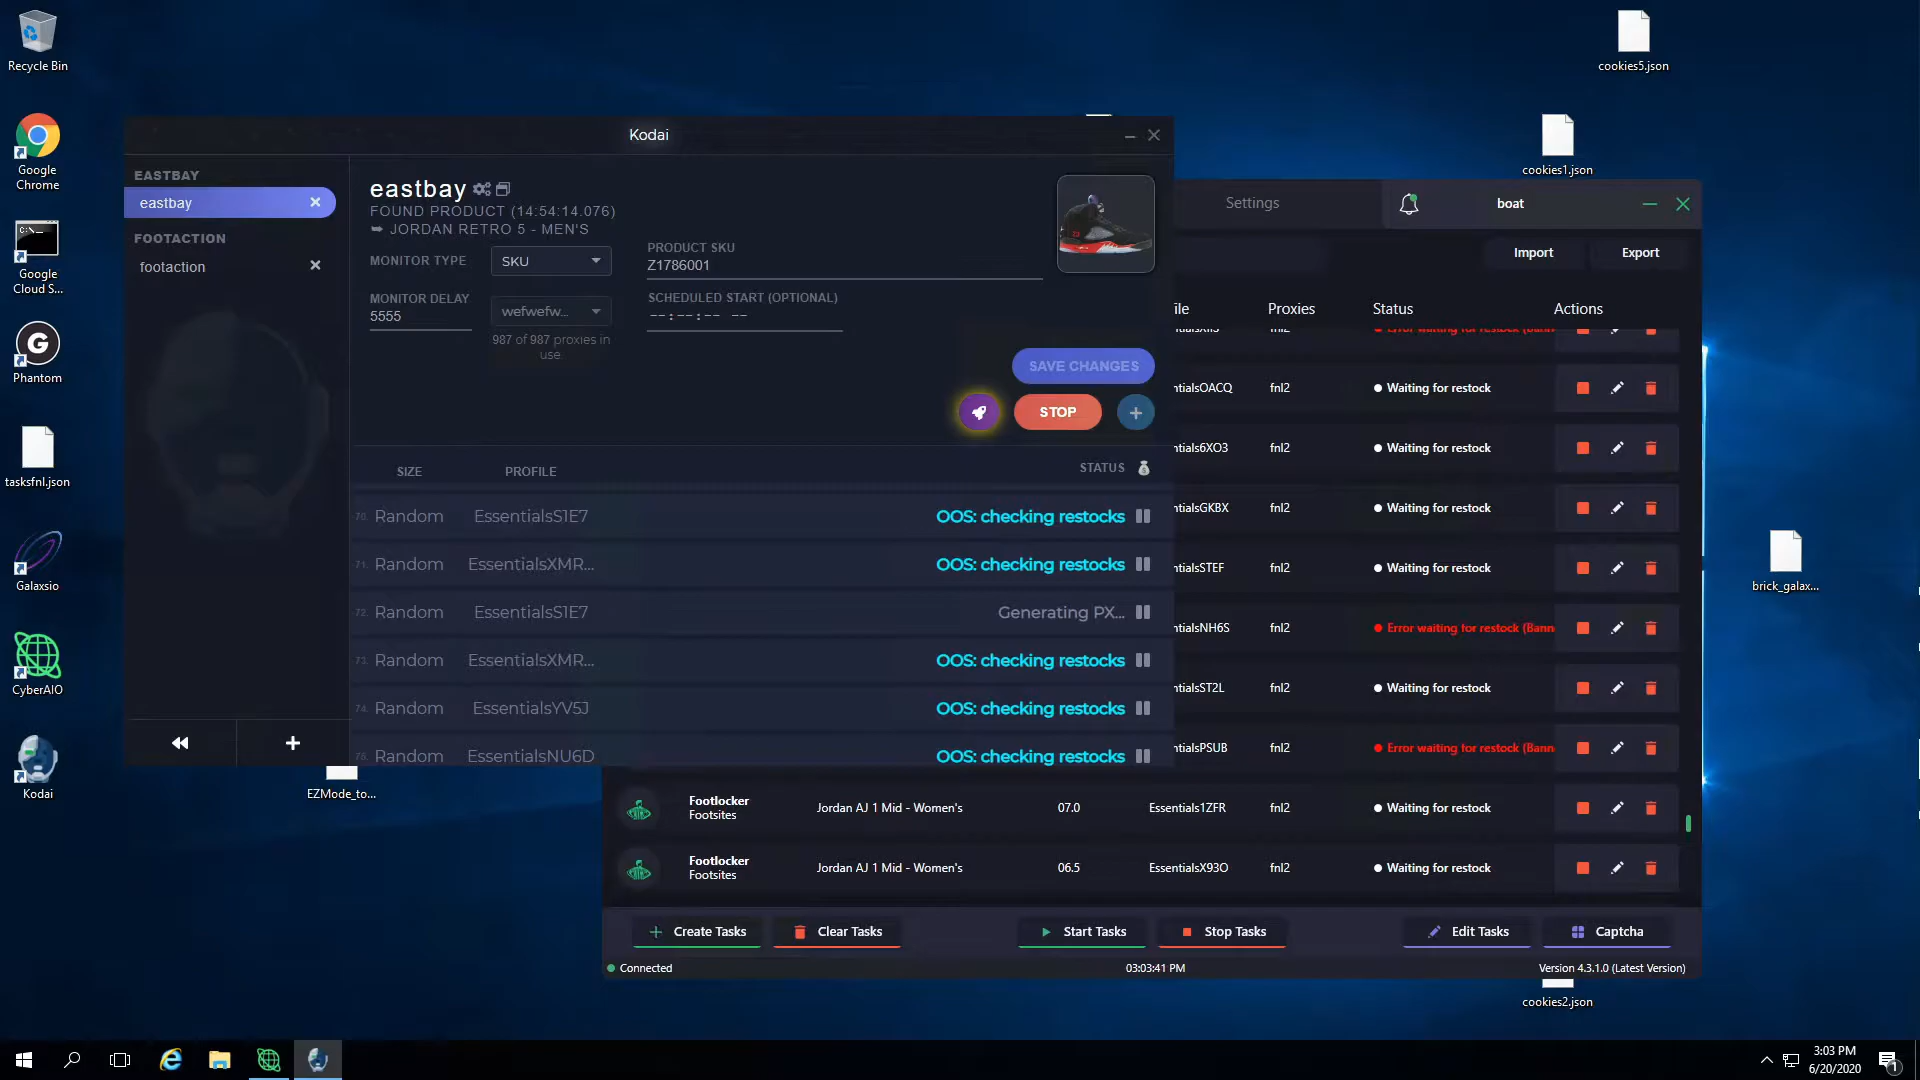 Recycle Bin
Google
Chrome
Google
Cloud S...
Phantom
tasksfnl.json
Galaxsio
CyberAIO
Kodai
EZMode_to...
cookies5.json
cookies1.json
brick_galax...
cookies2.json
Kodai
EASTBAY
eastbay
FOOTACTION
footaction
eastbay
FOUND PRODUCT (14:54:14.076)
JORDAN RETRO 5 - MEN'S
MONITOR TYPE
SKU
PRODUCT SKU
Z1786001
MONITOR DELAY
5555
wefwefw...
987 of 987 proxies in
use.
SCHEDULED START (OPTIONAL)
--:--:-- --
SAVE CHANGES
STOP
SIZE PROFILE STATUS
70. Random EssentialsS1E7 OOS: checking restocks
71. Random EssentialsXMR... OOS: checking restocks
72. Random EssentialsS1E7 Generating PX...
73. Random EssentialsXMR... OOS: checking restocks
74. Random EssentialsYV5J OOS: checking restocks
75. Random EssentialsNU6D OOS: checking restocks
Settings
boat
Import
Export
ile Proxies Status Actions
ntialsOACQ fnl2 Waiting for restock
ntials6XO3 fnl2 Waiting for restock
ntialsGKBX fnl2 Waiting for restock
ntialsSTEF fnl2 Waiting for restock
ntialsNH6S fnl2 Error waiting for restock (Bann
ntialsST2L fnl2 Waiting for restock
ntialsPSUB fnl2 Error waiting for restock (Bann
Footlocker
Footsites
Jordan AJ 1 Mid - Women's 07.0 Essentials1ZFR fnl2 Waiting for restock
Footlocker
Footsites
Jordan AJ 1 Mid - Women's 06.5 EssentialsX93O fnl2 Waiting for restock
Create Tasks
Clear Tasks
Start Tasks
Stop Tasks
Edit Tasks
Captcha
Connected
03:03:41 PM
Version 4.3.1.0 (Latest Version)
3:03 PM
6/20/2020
1